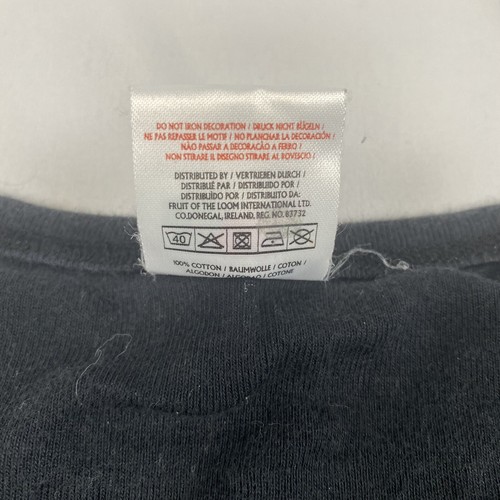 DO NOT IRON DECORATION / DRUCK NICHT BÜGELN /
NE PAS REPASSER LE MOTIF / NO PLANCHAR LA DECORACIÓN /
NÃO PASSAR A DECORAÇÃO A FERRO /
NON STIRARE IL DISEGNO STIRARE AL ROVESCIO /
DISTRIBUTED BY / VERTRIEBEN DURCH /
DISTRIBUÉ PAR / DISTRIBUIDO POR /
DISTRIBUÍDO POR / DISTRIBUITO DA:
FRUIT OF THE LOOM INTERNATIONAL LTD.
CO.DONEGAL, IRELAND, REG. NO. 83732
40
100% COTTON / BAUMWOLLE / COTON /
ALGODON / ALGODAO / COTONE